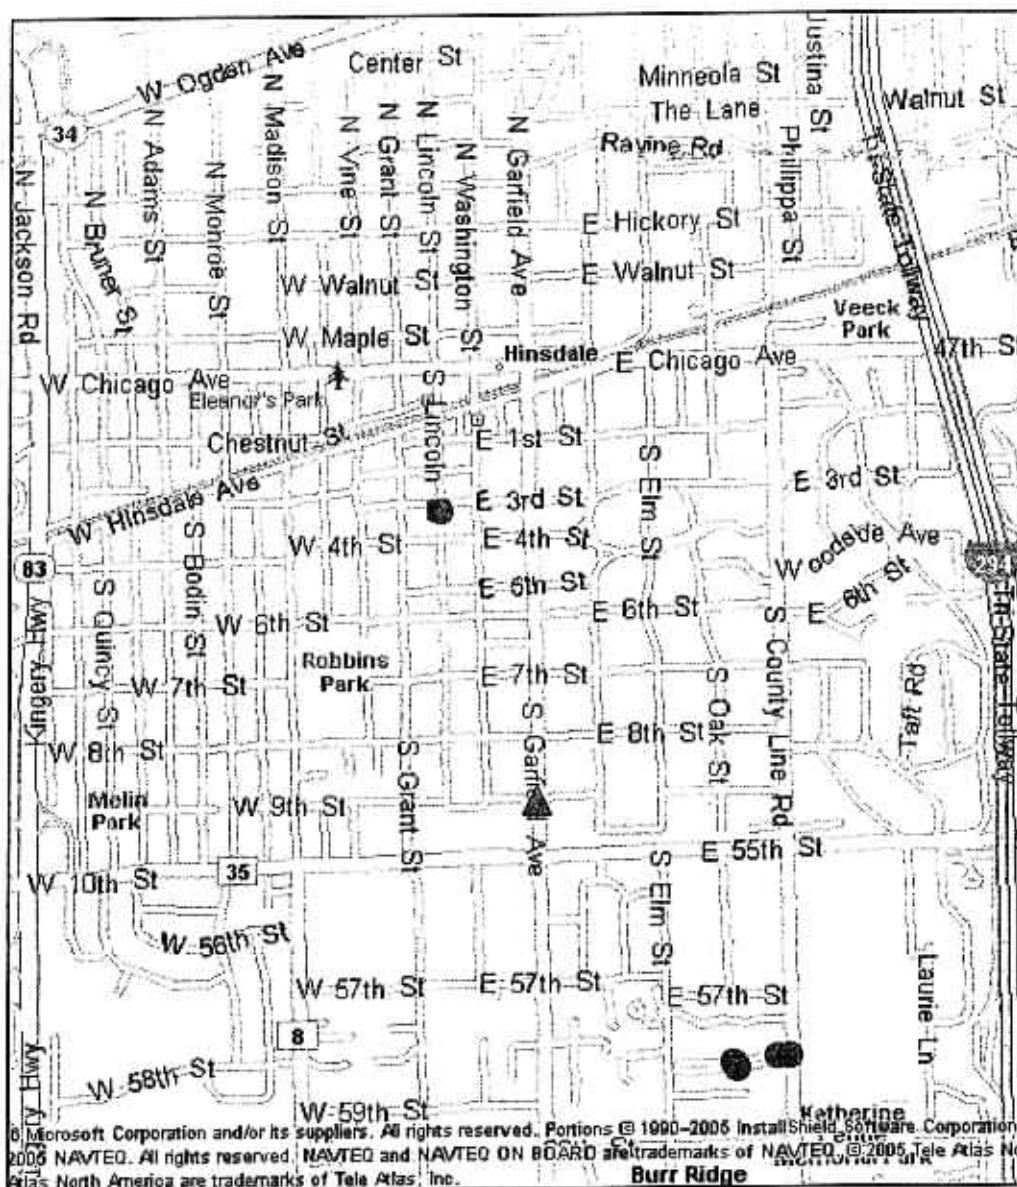 W Ogden Ave
Center St
Justina St
Minneola St
The Lane
Walnut St
34
N Adams St
N Madison St
N Vine St
N Grant St
N Lincoln St
N Washington St
N Garfield Ave
Ravine Rd
Philippa St
Tri-State Tollway
N Jackson Rd
N Bruner St
N Monroe St
E Hickory St
W Walnut St
E Walnut St
W Maple St
Hinsdale
Veeck
Park
E Chicago Ave
47th St
W Chicago Ave
Eleanor's Park
S Lincoln
Chestnut St
E 1st St
S Elm St
E 3rd St
E 3rd St
W Hinsdale Ave
W 4th St
E 4th St
Woodside Ave
83
S Quincy St
S Bodin St
E 6th St
W 6th St
E 6th St
E 6th St
Kingery Hwy
Robbins
Park
W 7th St
E 7th St
S Garfield Ave
S Oak St
S County Line Rd
Taft Rd
Tri-State Tollway
W 8th St
E 8th St
S Grant St
Melin
Park
W 9th St
E 55th St
35
W 10th St
S Elm St
W 56th St
W 57th St
E 57th St
E 57th St
Laurie Ln
8
W 58th St
Hwy
W 59th St
Katherine
Microsoft Corporation and/or its suppliers. All rights reserved. Portions © 1990-2005 InstallShield Software Corporation
2005 NAVTEQ. All rights reserved. NAVTEQ and NAVTEQ ON BOARD are trademarks of NAVTEQ. © 2005 Tele Atlas No
Atlas North America are trademarks of Tele Atlas, Inc.
Burr Ridge